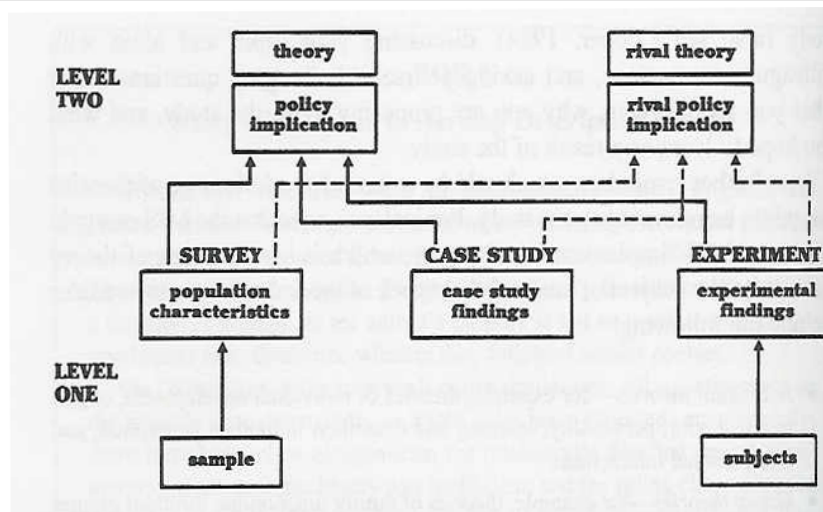 theory
rival theory
LEVEL
TWO
policy
implication
rival policy
implication
SURVEY
CASE STUDY
EXPERIMENT
population
characteristics
case study
findings
experimental
findings
LEVEL
ONE
sample
subjects